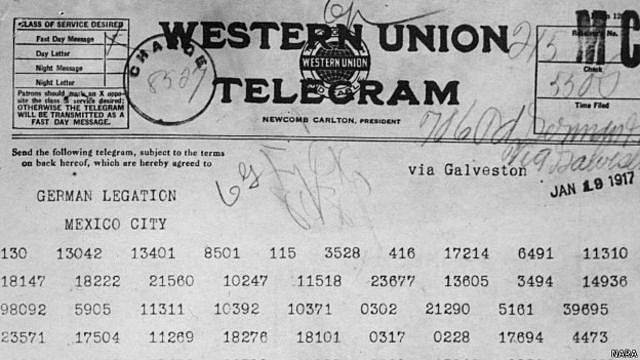 CLASS OF SERVICE DESIRED
Fast Day Message
Day Letter
Night Message
Night Letter
Patrons should mark an X oppo-
site the class of service desired;
OTHERWISE THE TELEGRAM
WILL BE TRANSMITTED AS A
FAST DAY MESSAGE.
CHARGE
WESTERN UNION
WESTERN UNION
TELEGRAM
NEWCOMB CARLTON, PRESIDENT
Receiver's No.
Check
Time Filed
Send the following telegram, subject to the terms
on back hereof, which are hereby agreed to
via Galveston
JAN 19 1917
GERMAN LEGATION
MEXICO CITY
130 13042 13401 8501 115 3528 416 17214 6491 11310
18147 18222 21560 10247 11518 23677 13605 3494 14936
98092 5905 11311 10392 10371 0302 21290 5161 39695
23571 17504 11269 18276 18101 0317 0228 17694 4473
NARA